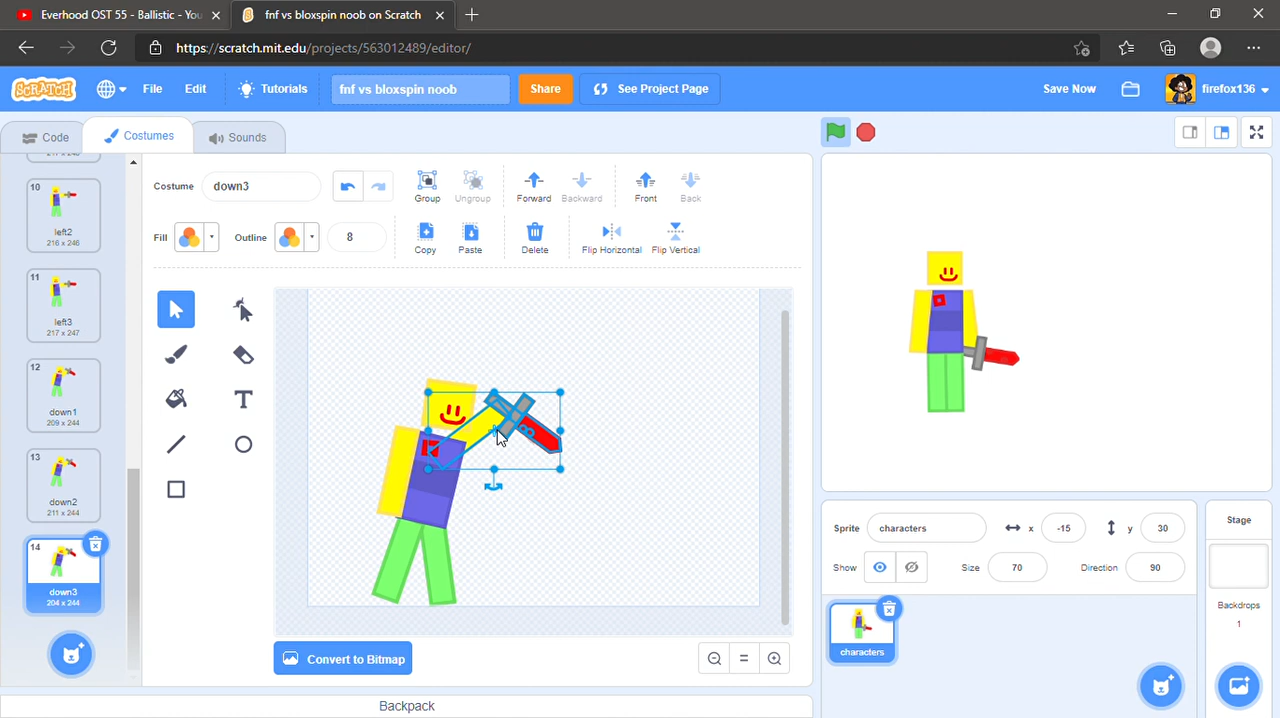 Everhood OST 55 - Ballistic - You
fnf vs bloxspin noob on Scratch
https://scratch.mit.edu/projects/563012489/editor/
SCRATCH File Edit Tutorials fnf vs bloxspin noob Share See Project Page Save Now firefox136
Code Costumes Sounds
Costume down3 Group Ungroup Forward Backward Front Back
Fill Outline 8 Copy Paste Delete Flip Horizontal Flip Vertical
10
left2
216 x 246
11
left3
217 x 247
12
down1
209 x 244
13
down2
211 x 244
14
down3
204 x 244
Convert to Bitmap
Backpack
Sprite characters x -15 y 30
Show Size 70 Direction 90
characters
Stage
Backdrops
1